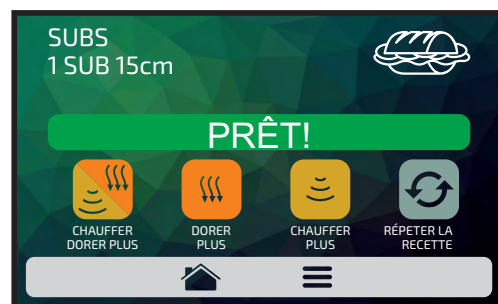 SUBS
1 SUB 15cm
PRÊT!
CHAUFFER
DORER PLUS
DORER
PLUS
CHAUFFER
PLUS
RÉPETER LA
RECETTE